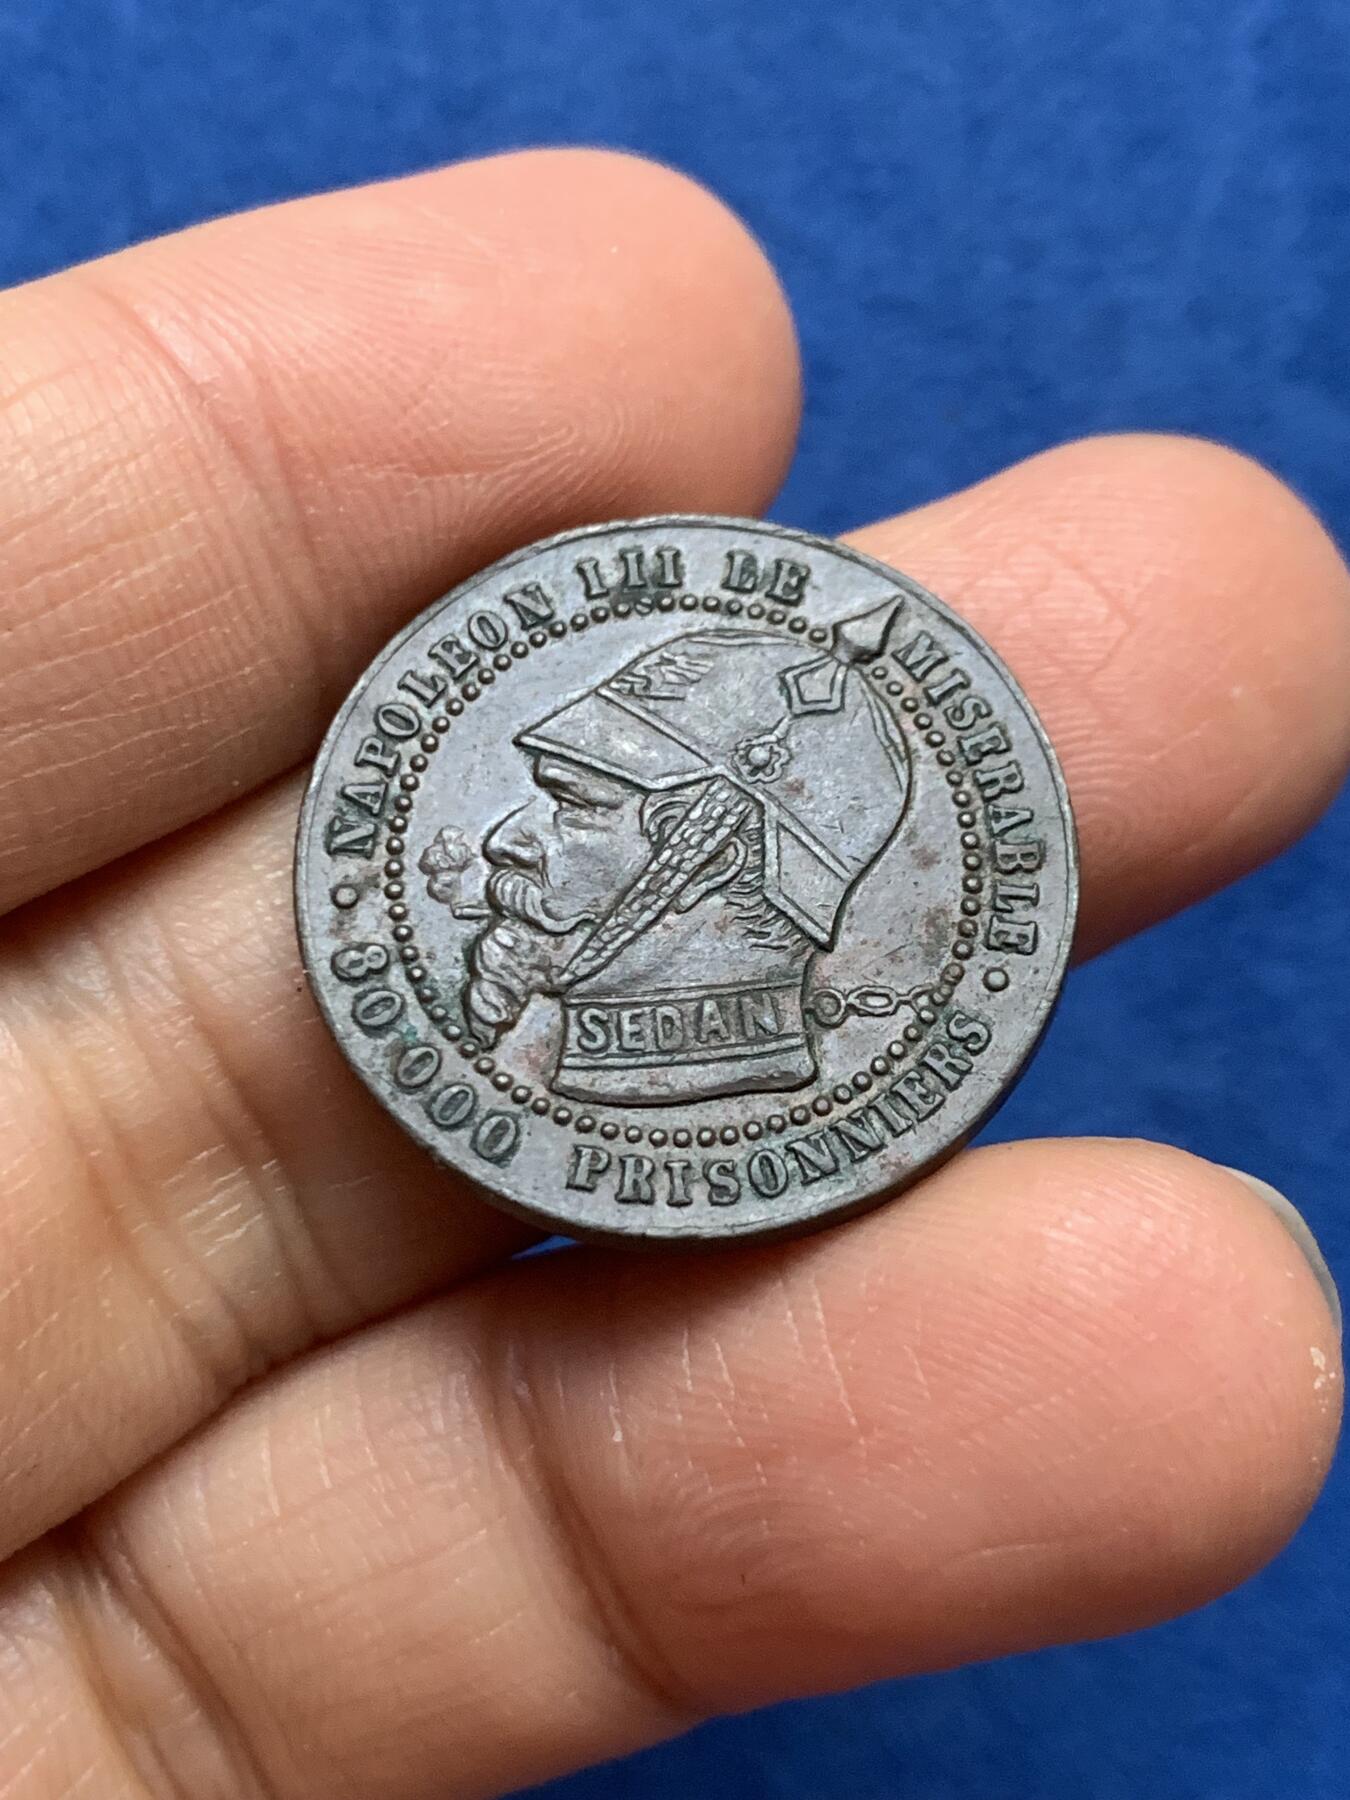 NAPOLEON III LE MISERABLE
SEDAN
80.000 PRISONNIERS